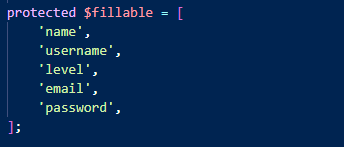 protected $fillable = [
    'name',
    'username',
    'level',
    'email',
    'password',
];